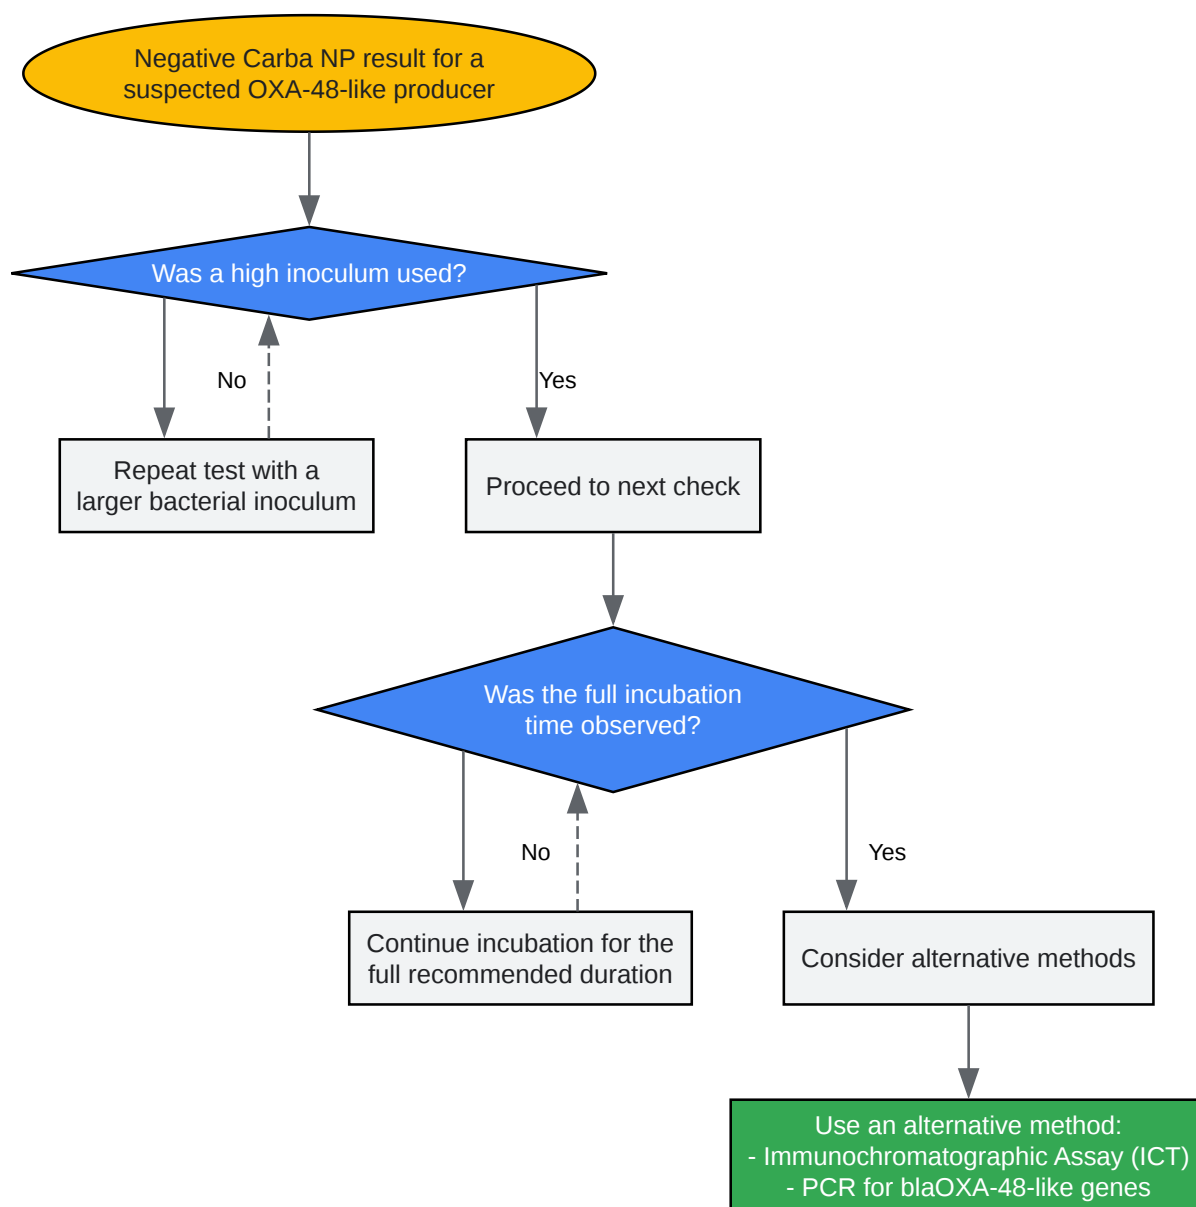 Negative Carba NP result for a
suspected OXA-48-like producer
Was a high inoculum used?
No
Yes
Repeat test with a
larger bacterial inoculum
Proceed to next check
Was the full incubation
time observed?
No
Yes
Continue incubation for the
full recommended duration
Consider alternative methods
Use an alternative method:
- Immunochromatographic Assay (ICT)
- PCR for blaOXA-48-like genes